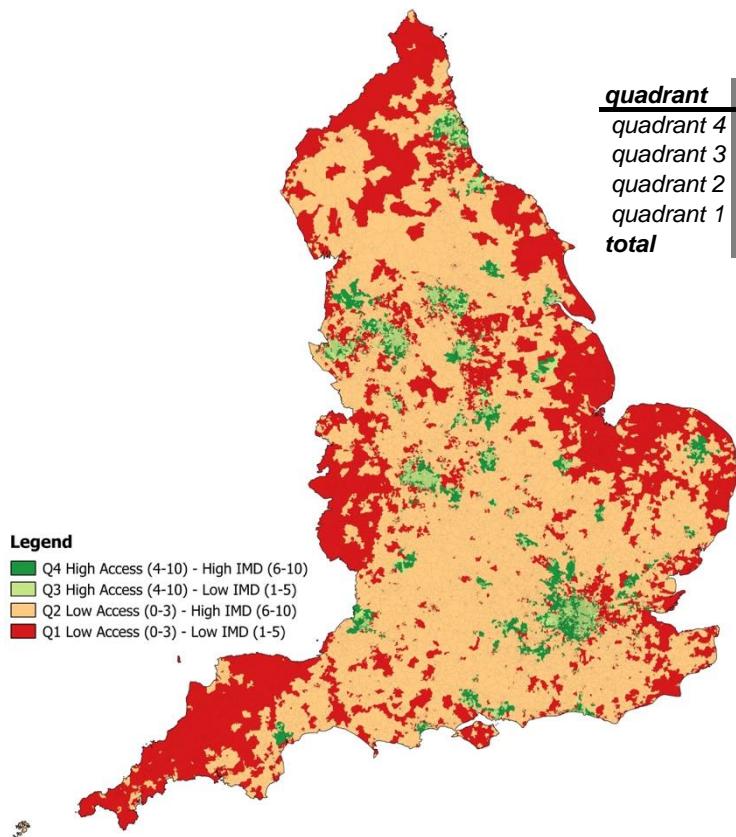 quadrant
quadrant 4
quadrant 3
quadrant 2
quadrant 1
total
Legend
Q4 High Access (4-10) - High IMD (6-10)
Q3 High Access (4-10) - Low IMD (1-5)
Q2 Low Access (0-3) - High IMD (6-10)
Q1 Low Access (0-3) - Low IMD (1-5)